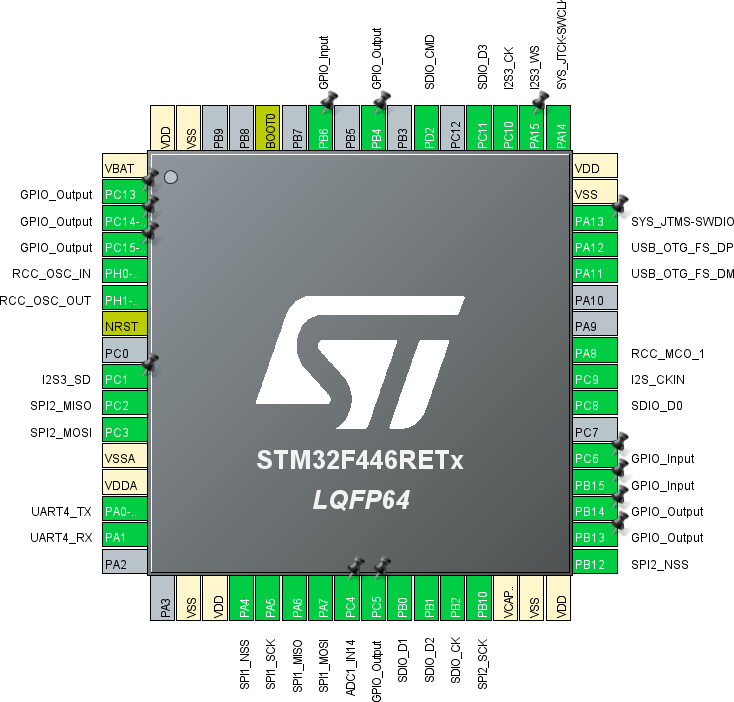 GPIO_Input
GPIO_Output
SDIO_CMD
SDIO_D3
I2S3_CK
I2S3_WS
SYS_JTCK-SWCLK
VDD
VSS
PB9
PB8
BOOT0
PB7
PB6
PB5
PB4
PB3
PD2
PC12
PC11
PC10
PA15
PA14
VBAT
VDD
GPIO_Output PC13
VSS
GPIO_Output PC14-..
PA13 SYS_JTMS-SWDIO
GPIO_Output PC15-..
PA12 USB_OTG_FS_DP
RCC_OSC_IN PH0-..
PA11 USB_OTG_FS_DM
RCC_OSC_OUT PH1-..
PA10
NRST
PA9
PC0
PA8 RCC_MCO_1
I2S3_SD PC1
PC9 I2S_CKIN
SPI2_MISO PC2
PC8 SDIO_D0
SPI2_MOSI PC3
PC7
VSSA
PC6 GPIO_Input
VDDA
PB15 GPIO_Input
UART4_TX PA0-..
PB14 GPIO_Output
UART4_RX PA1
PB13 GPIO_Output
PA2
PB12 SPI2_NSS
STM32F446RETx
LQFP64
PA3
VSS
VDD
PA4
PA5
PA6
PA7
PC4
PC5
PB0
PB1
PB2
PB10
VCAP..
VSS
VDD
SPI1_NSS
SPI1_SCK
SPI1_MISO
SPI1_MOSI
ADC1_IN14
GPIO_Output
SDIO_D1
SDIO_D2
SDIO_CK
SPI2_SCK